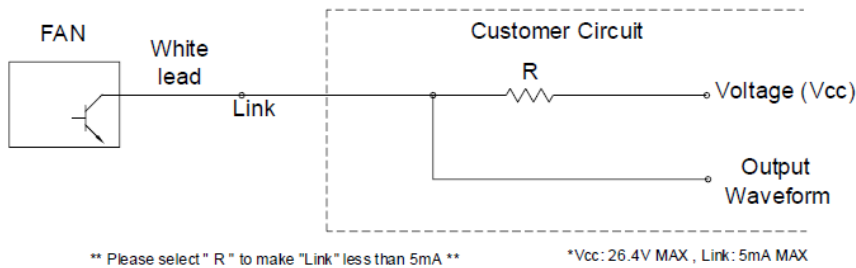 FAN
White
lead
Link
Customer Circuit
R
Voltage (Vcc)
Output
Waveform
** Please select " R " to make "Link" less than 5mA **
*Vcc: 26.4V MAX , Link: 5mA MAX